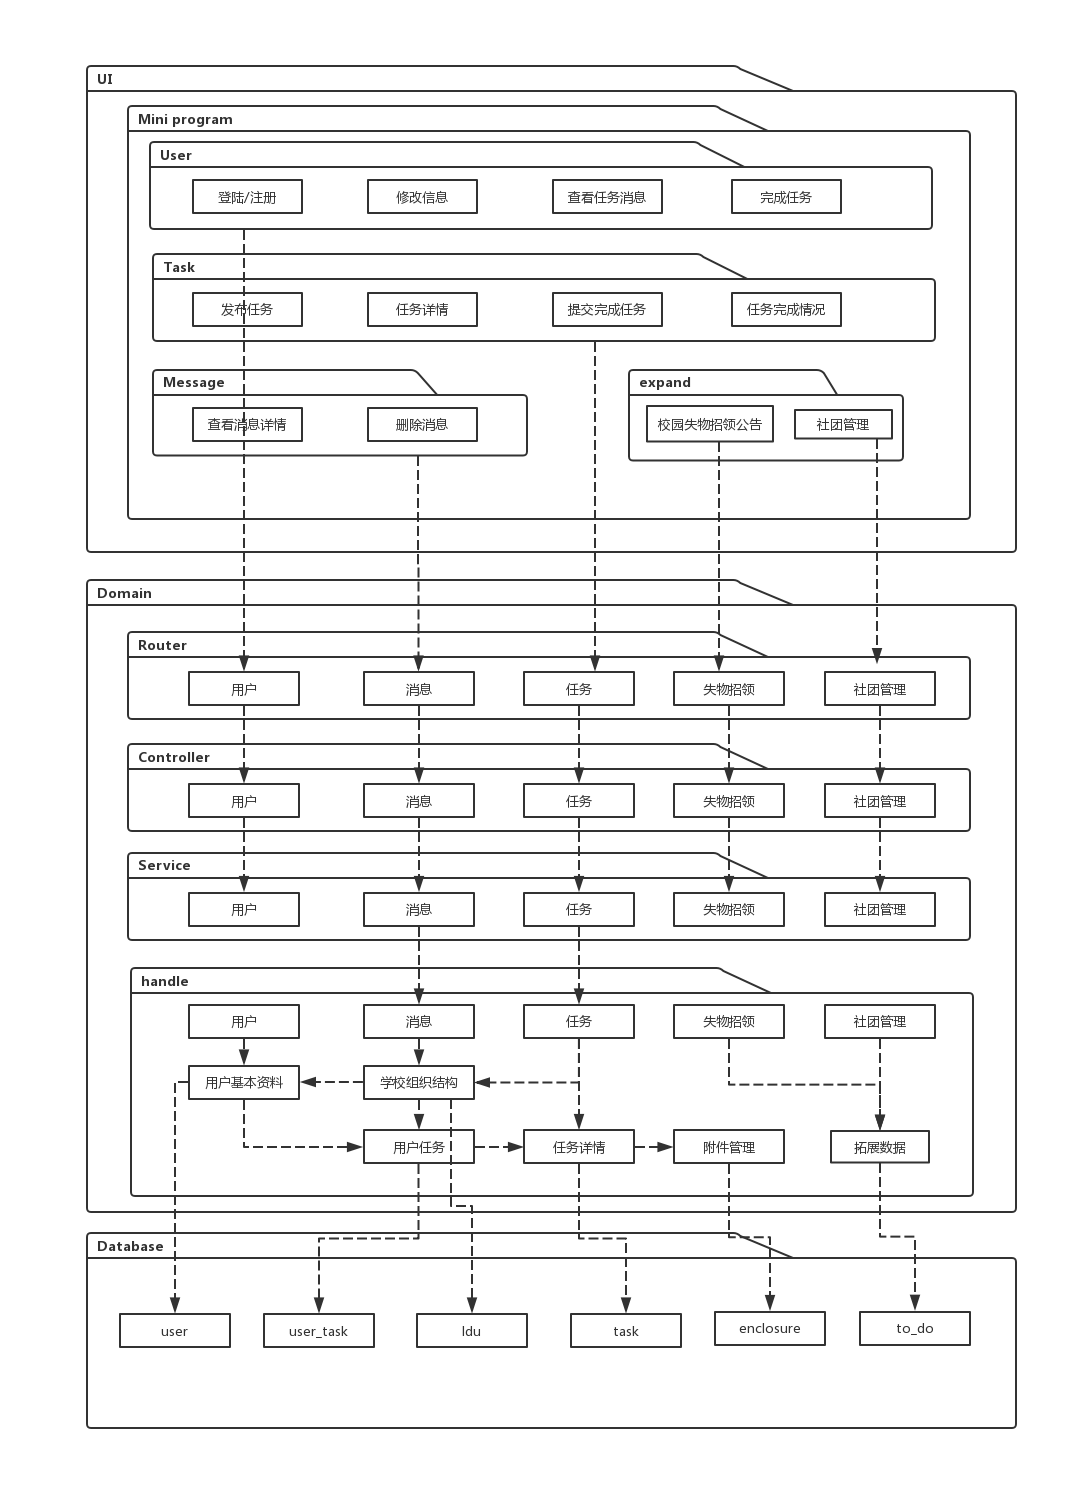 UI
Mini program
User
登陆/注册
修改信息
查看任务消息
完成任务
Task
发布任务
任务详情
提交完成任务
任务完成情况
Message
查看消息详情
删除消息
expand
校园失物招领公告
社团管理
Domain
Router
用户
消息
任务
失物招领
社团管理
Controller
用户
消息
任务
失物招领
社团管理
Service
用户
消息
任务
失物招领
社团管理
handle
用户
消息
任务
失物招领
社团管理
用户基本资料
学校组织结构
用户任务
任务详情
附件管理
拓展数据
Database
user
user_task
ldu
task
enclosure
to_do